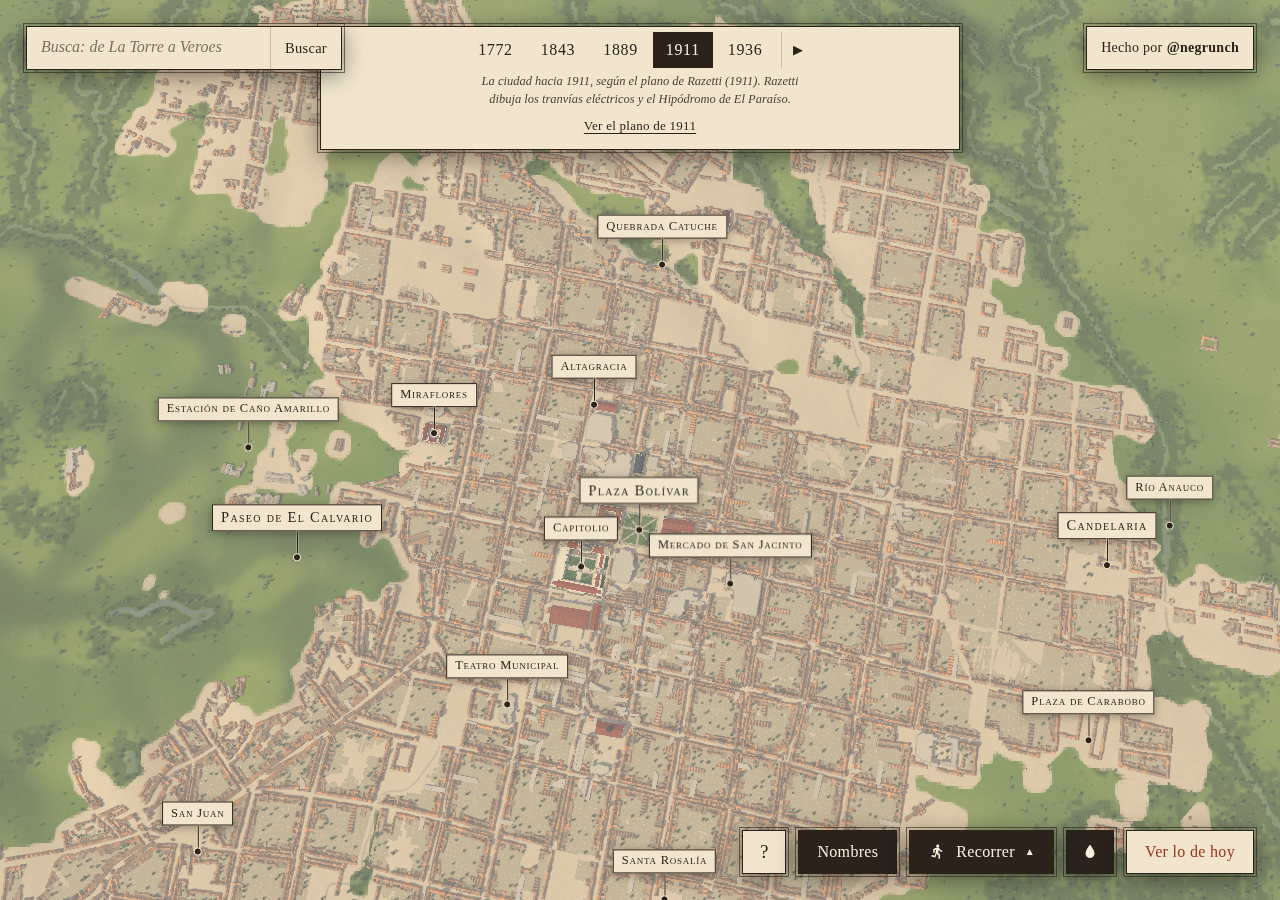 Busca: de La Torre a Veroes
Buscar
1772 1843 1889 1911 1936 ▶
La ciudad hacia 1911, según el plano de Razetti (1911). Razetti
dibuja los tranvías eléctricos y el Hipódromo de El Paraíso.
Ver el plano de 1911
Hecho por @negrunch
Quebrada Catuche
Altagracia
Miraflores
Estación de Caño Amarillo
Plaza Bolívar
Río Anauco
Paseo de El Calvario
Capitolio
Candelaria
Mercado de San Jacinto
Teatro Municipal
Plaza de Carabobo
San Juan
Santa Rosalía
?
Nombres
Recorrer ▲
Ver lo de hoy